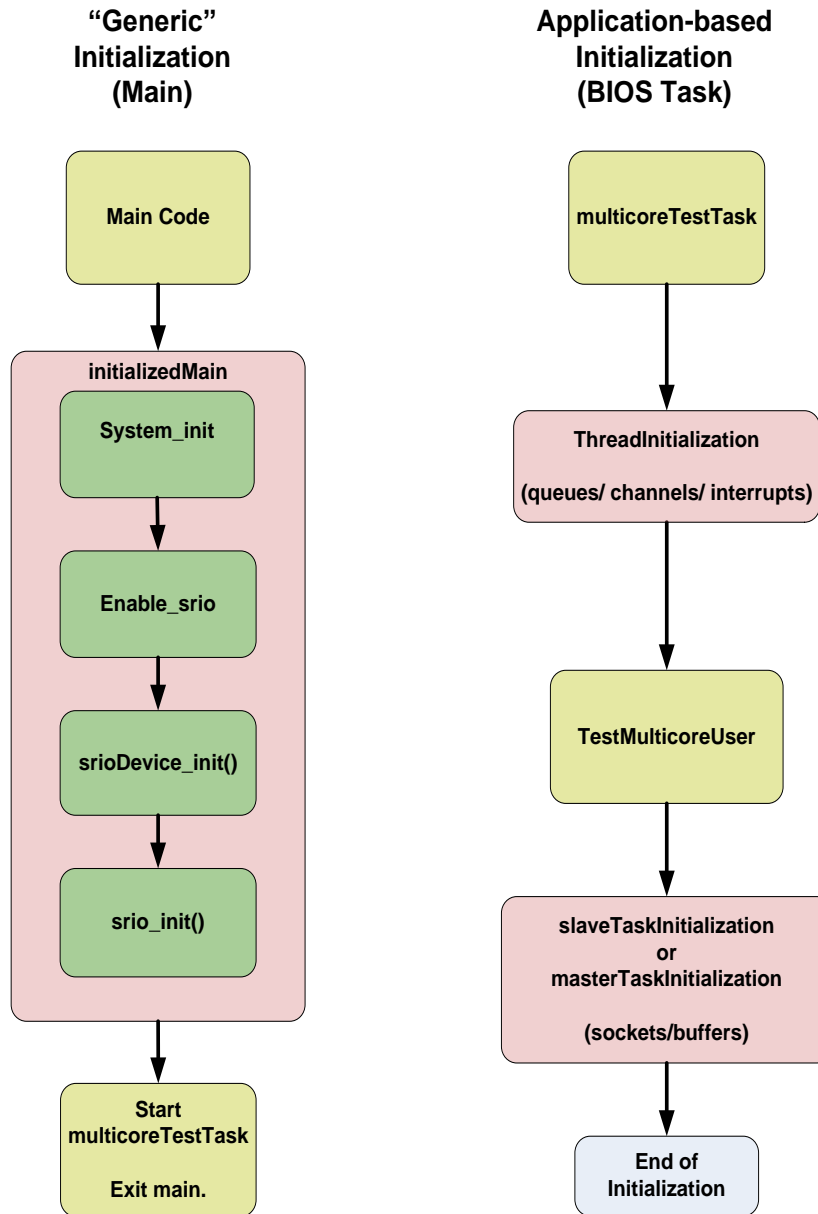 “Generic”
Initialization
(Main)
Main Code
initializedMain
System_init
Enable_srio
srioDevice_init()
srio_init()
Start
multicoreTestTask
Exit main.
Application-based
Initialization
(BIOS Task)
multicoreTestTask
ThreadInitialization
(queues/ channels/ interrupts)
TestMulticoreUser
slaveTaskInitialization
or
masterTaskInitialization
(sockets/buffers)
End of
Initialization